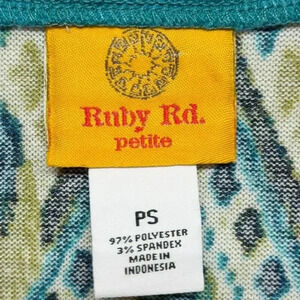 Ruby Rd.
petite
PS
97% POLYESTER
3% SPANDEX
MADE IN
INDONESIA